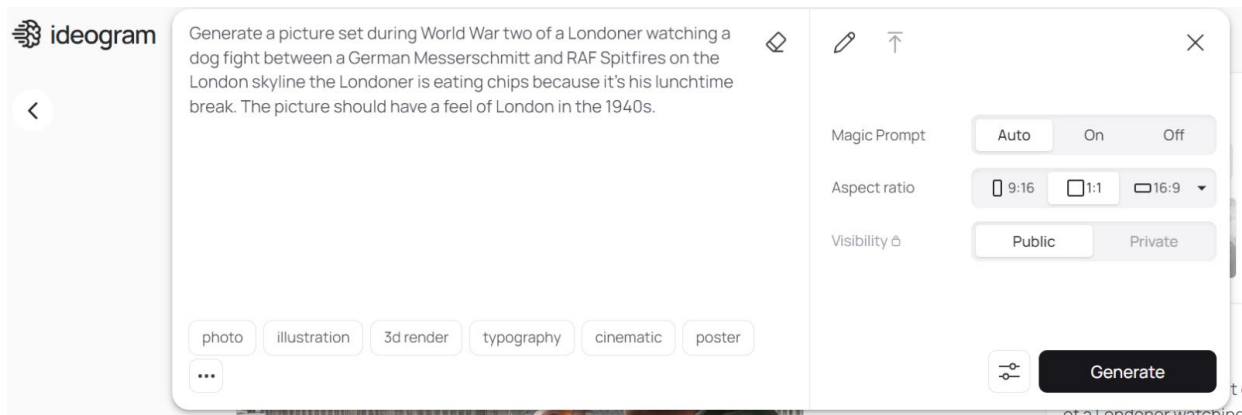 ideogram
Generate a picture set during World War two of a Londoner watching a
dog fight between a German Messerschmitt and RAF Spitfires on the
London skyline the Londoner is eating chips because it's his lunchtime
break. The picture should have a feel of London in the 1940s.
photo illustration 3d render typography cinematic poster
Magic Prompt Auto On Off
Aspect ratio 9:16 1:1 16:9
Visibility Public Private
Generate
of a Londoner watching